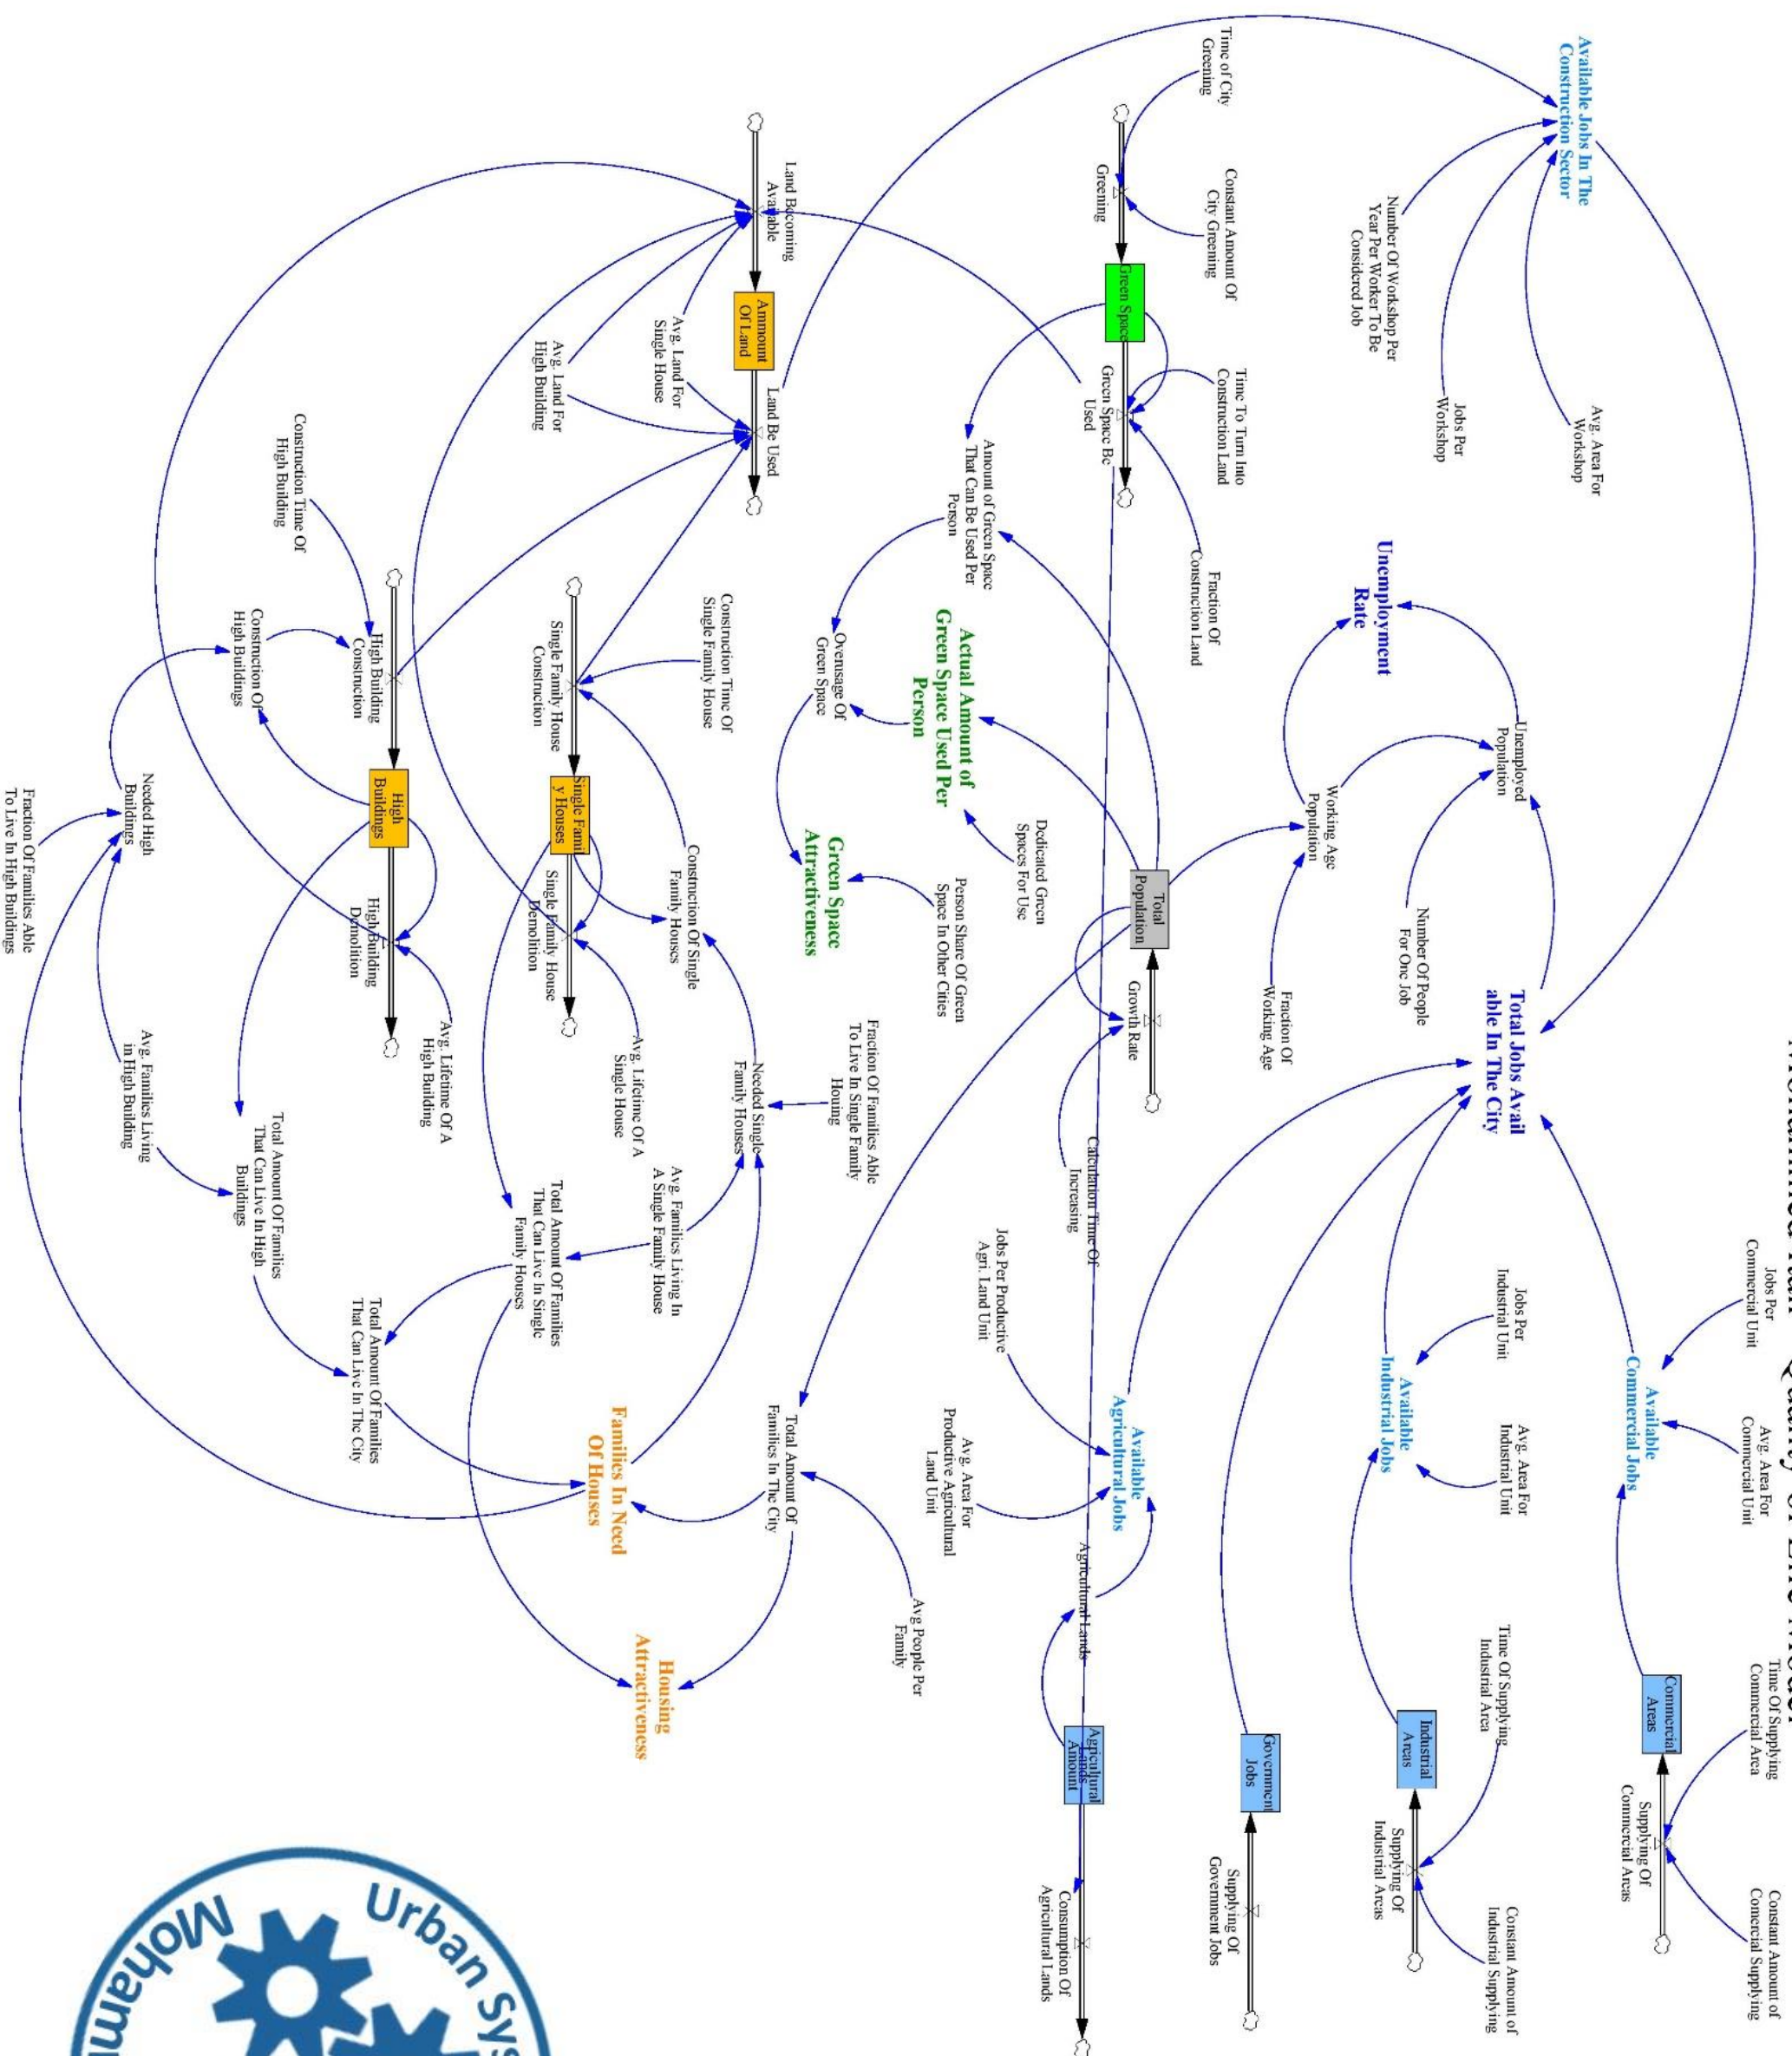 Quality of Life Model
Jobs Per
Commercial Unit
Avg. Area For
Commercial Unit
Time Of Supplying
Commercial Area
Constant Amount of
Comercial Supplying
Available
Commercial Jobs
Commercial
Areas
Supplying Of
Commercial Areas
Available Jobs In The
Construction Sector
Avg. Area For
Workshop
Jobs Per
Workshop
Number Of Workshop Per
Year Per Worker To Be
Considered Job
Total Jobs Avail
able In The City
Jobs Per
Industrial Unit
Avg. Area For
Industrial Unit
Time Of Supplying
Industrial Area
Constant Amount of
Industrial Supplying
Available
Industrial Jobs
Industrial
Areas
Supplying Of
Industrial Areas
Unemployment
Rate
Unemployed
Population
Number Of People
For One Job
Working Age
Population
Fraction Of
Working Age
Government
Jobs
Supplying Of
Government Jobs
Time of City
Greening
Constant Amount Of
City Greening
Time To Turn Into
Construction Land
Fraction Of
Construction Land
Greening
Green Space
Green Space Be
Used
Total
Population
Growth Rate
Calculation Time Of
Increasing
Available
Agricultural Jobs
Agricultural Lands
Agricultural
Lands
Amount
Consumption Of
Agricultural Lands
Jobs Per Productive
Agri. Land Unit
Avg. Area For
Productive Agricultural
Land Unit
Amount of Green Space
That Can Be Used Per
Person
Actual Amount of
Green Space Used Per
Person
Dedicated Green
Spaces For Use
Person Share Of Green
Space In Other Cities
Overusage Of
Green Space
Green Space
Attractiveness
Avg People Per
Family
Fraction Of Families Able
To Live In Single Family
Houing
Total Amount Of
Families In The City
Land Becoming
Available
Ammount
Of Land
Land Be Used
Avg. Land For
Single House
Avg. Land For
High Building
Construction Time Of
Single Family House
Construction Of Single
Family Houses
Needed Single
Family Houses
Avg. Families Living In
A Single Family House
Housing
Attractiveness
Families In Need
Of Houses
Single Family House
Construction
Single Famil
y Houses
Single Family House
Demolition
Avg. Lifetime Of A
Single House
Total Amount Of Families
That Can Live In Single
Family Houses
Construction Time Of
High Building
High Building
Construction
High
Buildings
High Building
Demolition
Avg. Lifetime Of A
High Building
Total Amount Of Families
That Can Live In The City
Construction Of
High Buildings
Total Amount Of Families
That Can Live In High
Buildings
Needed High
Buildings
Avg. Families Living
in High Building
Fraction Of Families Able
To Live In High Buildings
Urban Sys
Mohamm